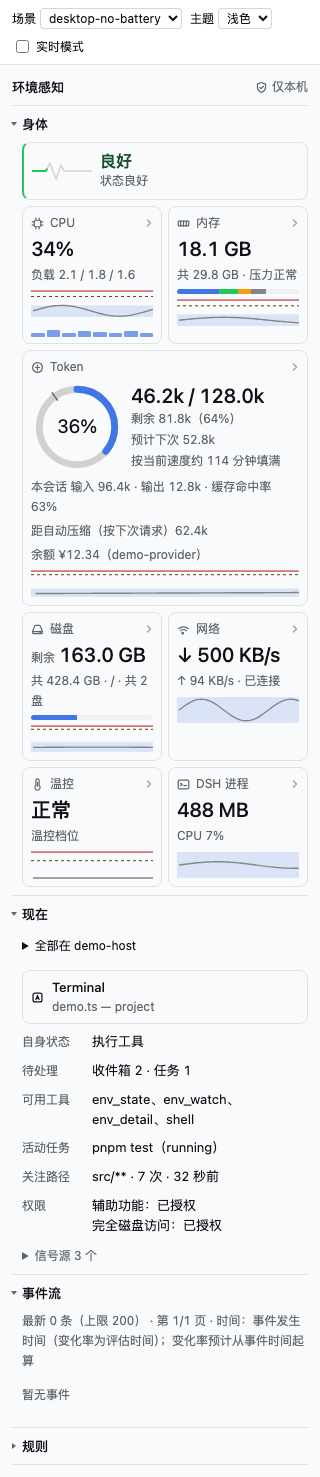 场景 desktop-no-battery 主题 浅色
实时模式
环境感知 仅本机
身体
良好
状态良好
CPU
34%
负载 2.1 / 1.8 / 1.6
内存
18.1 GB
共 29.8 GB · 压力正常
Token
36%
46.2k / 128.0k
剩余 81.8k（64%）
预计下次 52.8k
按当前速度约 114 分钟填满
本会话 输入 96.4k · 输出 12.8k · 缓存命中率
63%
距自动压缩（按下次请求）62.4k
余额 ¥12.34（demo-provider）
磁盘
剩余 163.0 GB
共 428.4 GB · / · 共 2
盘
网络
↓ 500 KB/s
↑ 94 KB/s · 已连接
温控
正常
温控档位
DSH 进程
488 MB
CPU 7%
现在
全部在 demo-host
Terminal
demo.ts — project
自身状态 执行工具
待处理 收件箱 2 · 任务 1
可用工具 env_state、env_watch、
env_detail、shell
活动任务 pnpm test（running）
关注路径 src/** · 7 次 · 32 秒前
权限 辅助功能：已授权
完全磁盘访问：已授权
信号源 3 个
事件流
最新 0 条（上限 200） · 第 1/1 页 · 时间：事件发生
时间（变化率为评估时间）；变化率预计从事件时间起
算
暂无事件
规则